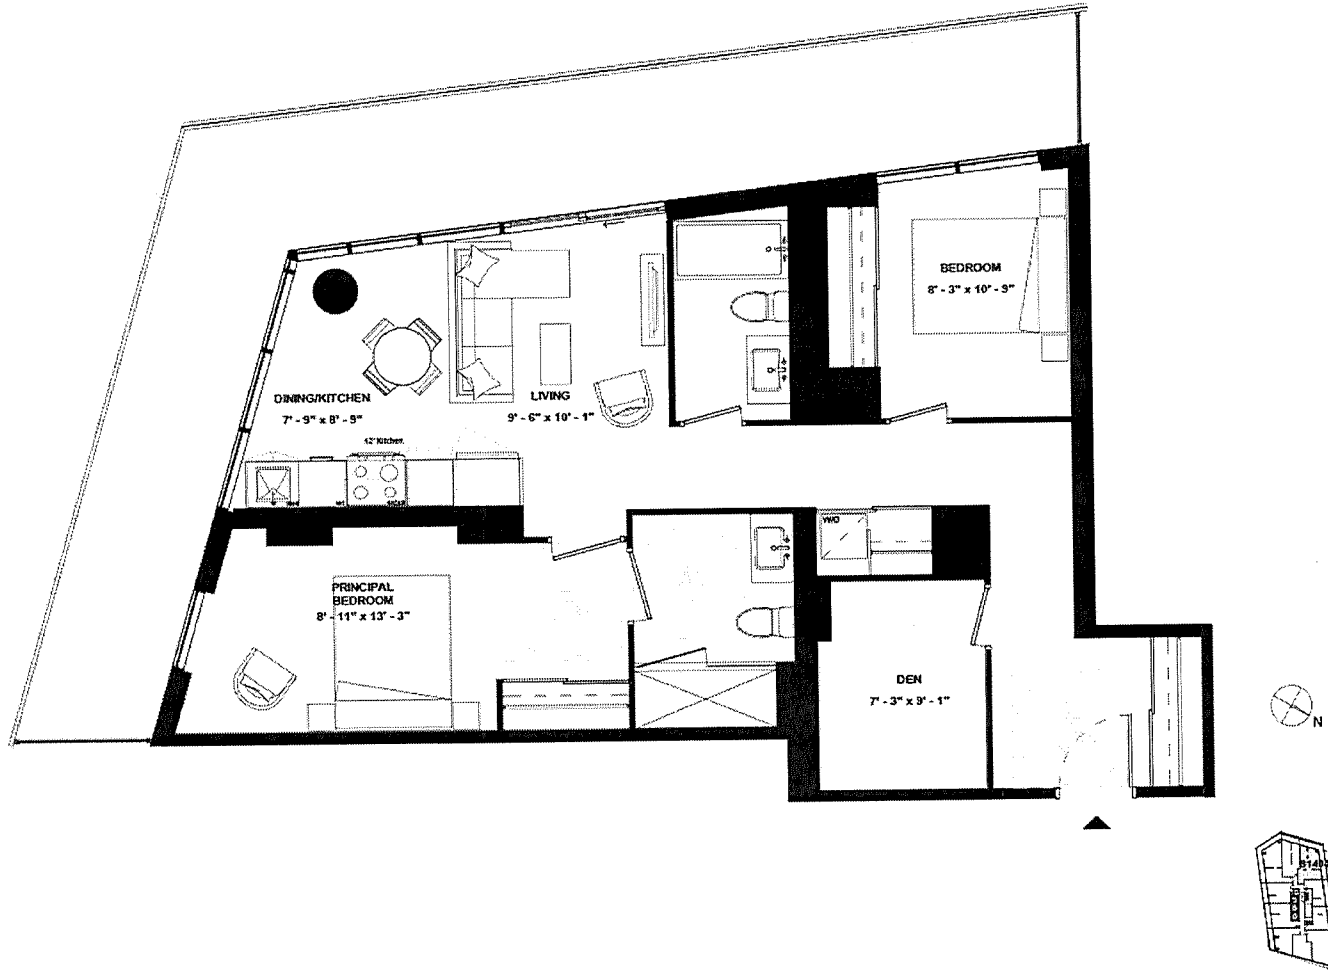 BEDROOM
8' - 3" x 10' - 9"
DINING/KITCHEN
7' - 9" x 8' - 9"
LIVING
9' - 6" x 10' - 1"
12' Kitchen
W/D
PRINCIPAL
BEDROOM
8' - 11" x 13' - 3"
DEN
7' - 3" x 9' - 1"
N